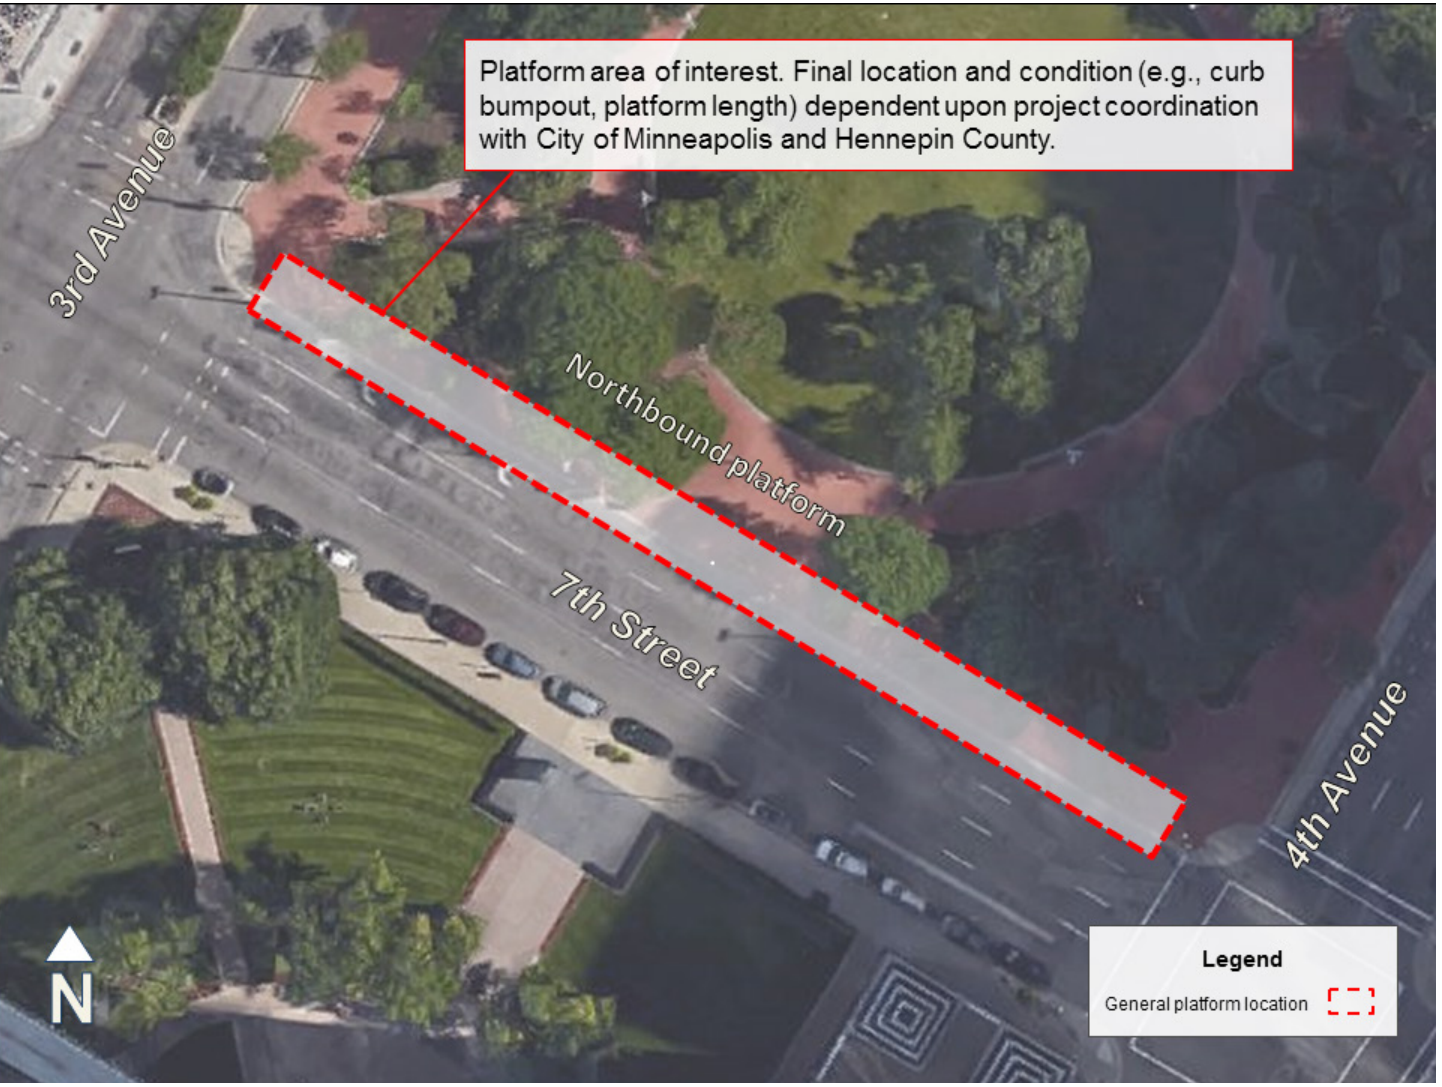 Platform area of interest. Final location and condition (e.g., curb
bumpout, platform length) dependent upon project coordination
with City of Minneapolis and Hennepin County.
3rd Avenue
Northbound platform
7th Street
4th Avenue
N
Legend
General platform location